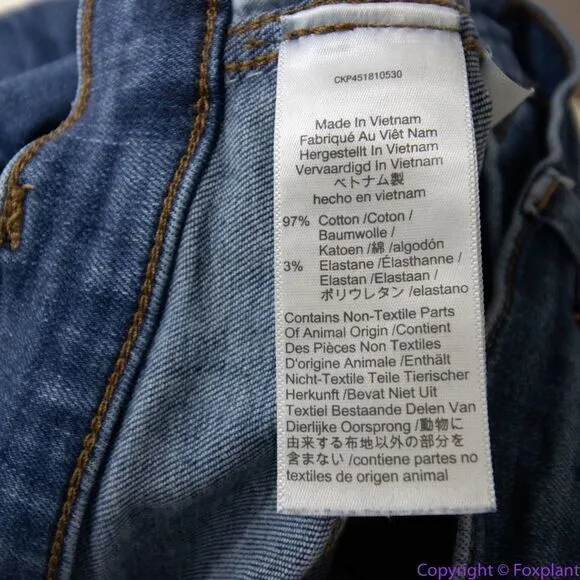 CKP451810530
Made In Vietnam
Fabriqué Au Viêt Nam
Hergestellt In Vietnam
Vervaardigd In Vietnam
ベトナム製
hecho en vietnam
97% Cotton /Coton /
Baumwolle /
Katoen /綿 /algodón
3% Elastane /Élasthanne /
Elastan /Elastaan /
ポリウレタン /elastano
Contains Non-Textile Parts
Of Animal Origin /Contient
Des Pièces Non Textiles
D'origine Animale /Enthält
Nicht-Textile Teile Tierischer
Herkunft /Bevat Niet Uit
Textiel Bestaande Delen Van
Dierlijke Oorsprong /動物に
由来する布地以外の部分を
含まない /contiene partes no
textiles de origen animal
Copyright © Foxplant